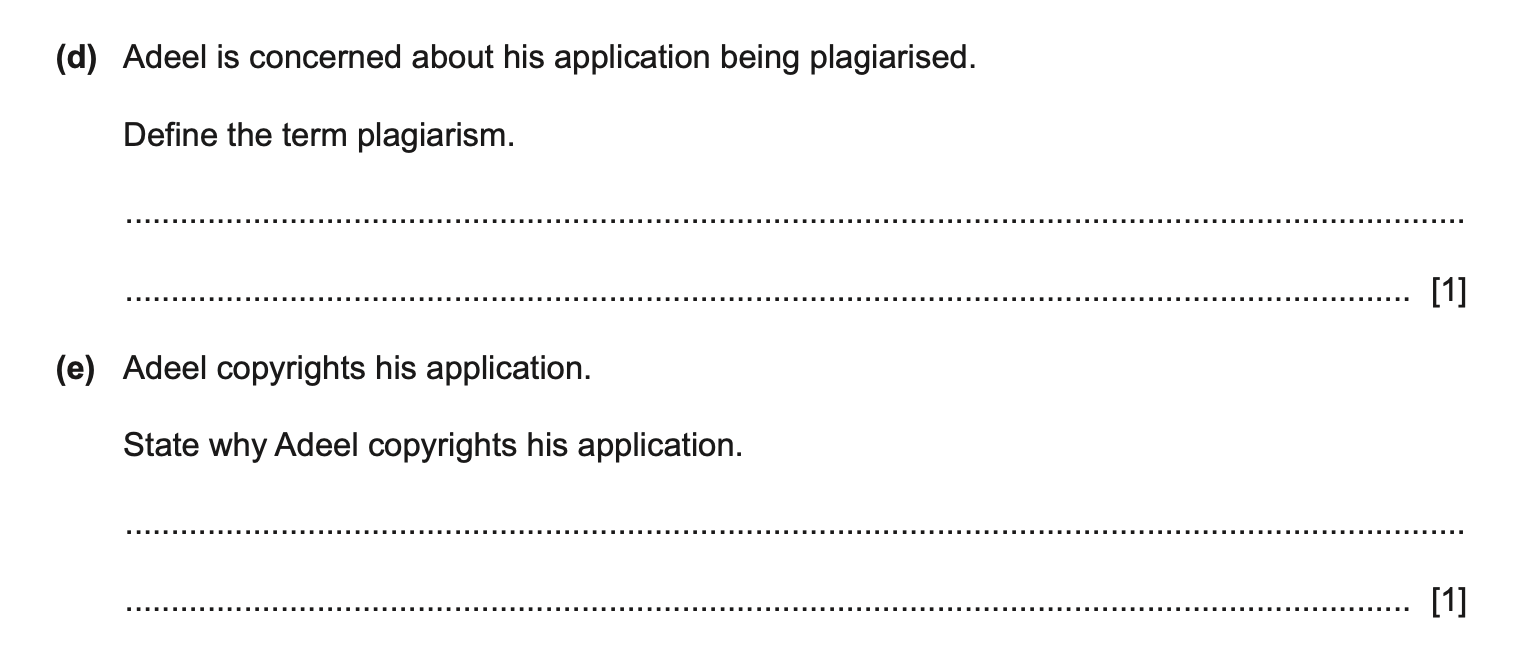 (d) Adeel is concerned about his application being plagiarised.
Define the term plagiarism.
..........................................................................................................................................................
.................................................................................................................................................... [1]
(e) Adeel copyrights his application.
State why Adeel copyrights his application.
..........................................................................................................................................................
.................................................................................................................................................... [1]